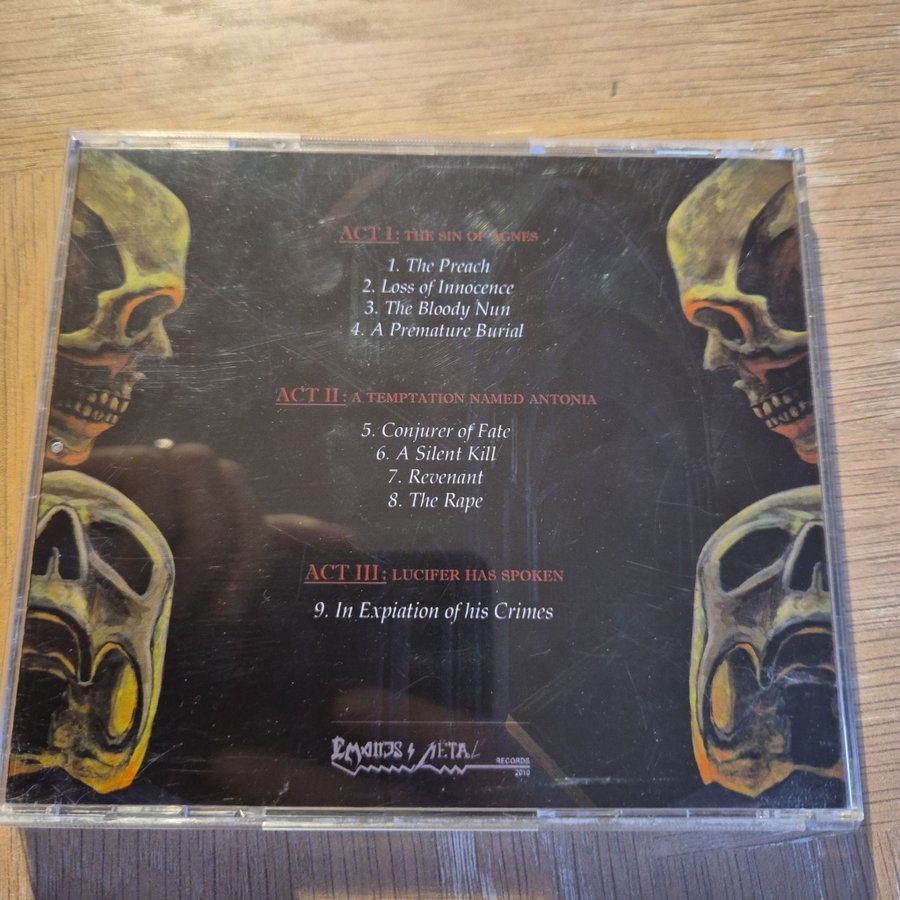 ACT I: THE SIN OF AGNES
1. The Preach
2. Loss of Innocence
3. The Bloody Nun
4. A Premature Burial
ACT II: A TEMPTATION NAMED ANTONIA
5. Conjurer of Fate
6. A Silent Kill
7. Revenant
8. The Rape
ACT III: LUCIFER HAS SPOKEN
9. In Expiation of his Crimes
RECORDS
2010